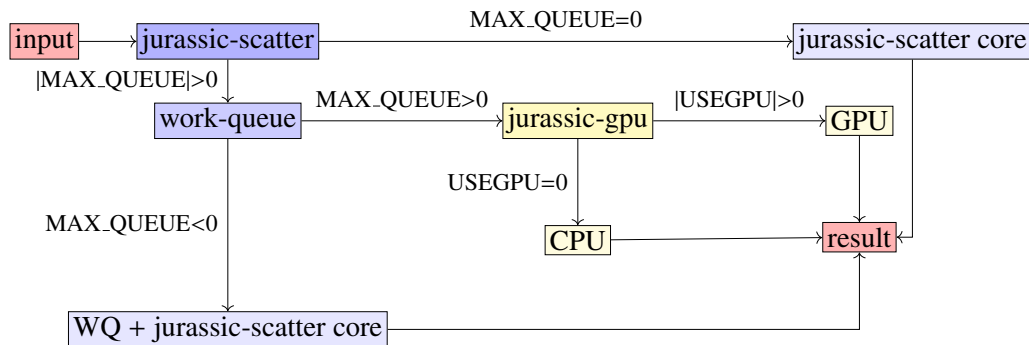 MAX_QUEUE=0
input
jurassic-scatter
jurassic-scatter core
|MAX_QUEUE|>0
MAX_QUEUE>0
|USEGPU|>0
work-queue
jurassic-gpu
GPU
USEGPU=0
MAX_QUEUE<0
CPU
result
WQ + jurassic-scatter core